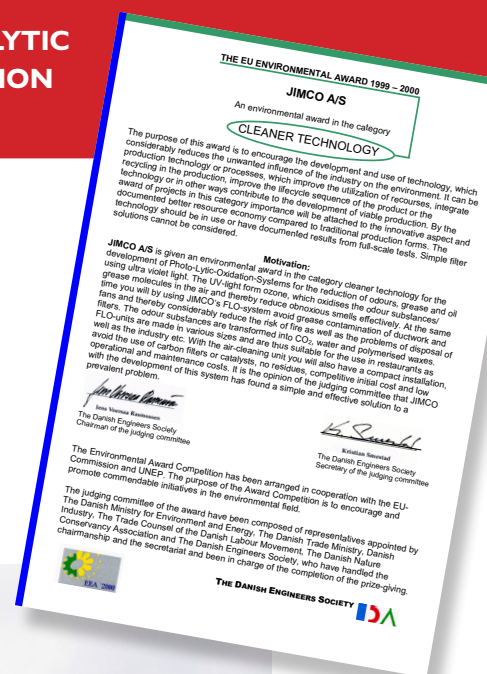 LYTIC
ION
THE EU ENVIRONMENTAL AWARD 1999 – 2000
JIMCO A/S
An environmental award in the category
CLEANER TECHNOLOGY
The purpose of this award is to encourage the development and use of technology, which
considerably reduces the unwanted influence of the industry on the environment. It can be
production technology or processes, which improve the utilization of recourses, integrate
recycling in the production, improve the lifecycle sequence of the product or the
technology or in other ways contribute to the development of viable production. By the
award of projects in this category importance will be attached to the innovative aspect and
documented better resource economy compared to traditional production forms. The
technology should be in use or have documented results from full-scale tests. Simple filter
solutions cannot be considered.
Motivation:
JIMCO A/S is given an environmental award in the category cleaner technology for the
development of Photo-Lytic-Oxidation-Systems for the reduction of odours, grease and oil
using ultra violet light. The UV-light form ozone, which oxidises the odour substances/
grease molecules in the air and thereby reduce obnoxious smells effectively. At the same
time you will by using JIMCO's FLO-system avoid grease contamination of ductwork and
fans and thereby considerably reduce the risk of fire as well as the problems of disposal of
filters. The odour substances are transformed into CO₂, water and polymerised waxes.
FLO-units are made in various sizes and are thus suitable for the use in restaurants as
well as the industry etc. With the air-cleaning unit you will also have a compact installation,
avoid the use of carbon filters or catalysts, no residues, competitive initial cost and low
operational and maintenance costs. It is the opinion of the judging committee that JIMCO
with the development of this system has found a simple and effective solution to a
prevalent problem.
Jens Vorman Rasmussen
The Danish Engineers Society
Chairman of the judging committee
Kristian Smestad
The Danish Engineers Society
Secretary of the judging committee
The Environmental Award Competition has been arranged in cooperation with the EU-
Commission and UNEP. The purpose of the Award Competition is to encourage and
promote commendable initiatives in the environmental field.
The judging committee of the award have been composed of representatives appointed by
The Danish Ministry for Environment and Energy, The Danish Trade Ministry, Danish
Industry, The Trade Counsel of the Danish Labour Movement, The Danish Nature
Conservancy Association and The Danish Engineers Society, who have handled the
chairmanship and the secretariat and been in charge of the completion of the prize-giving.
EEA 2000
THE DANISH ENGINEERS SOCIETY
IDA